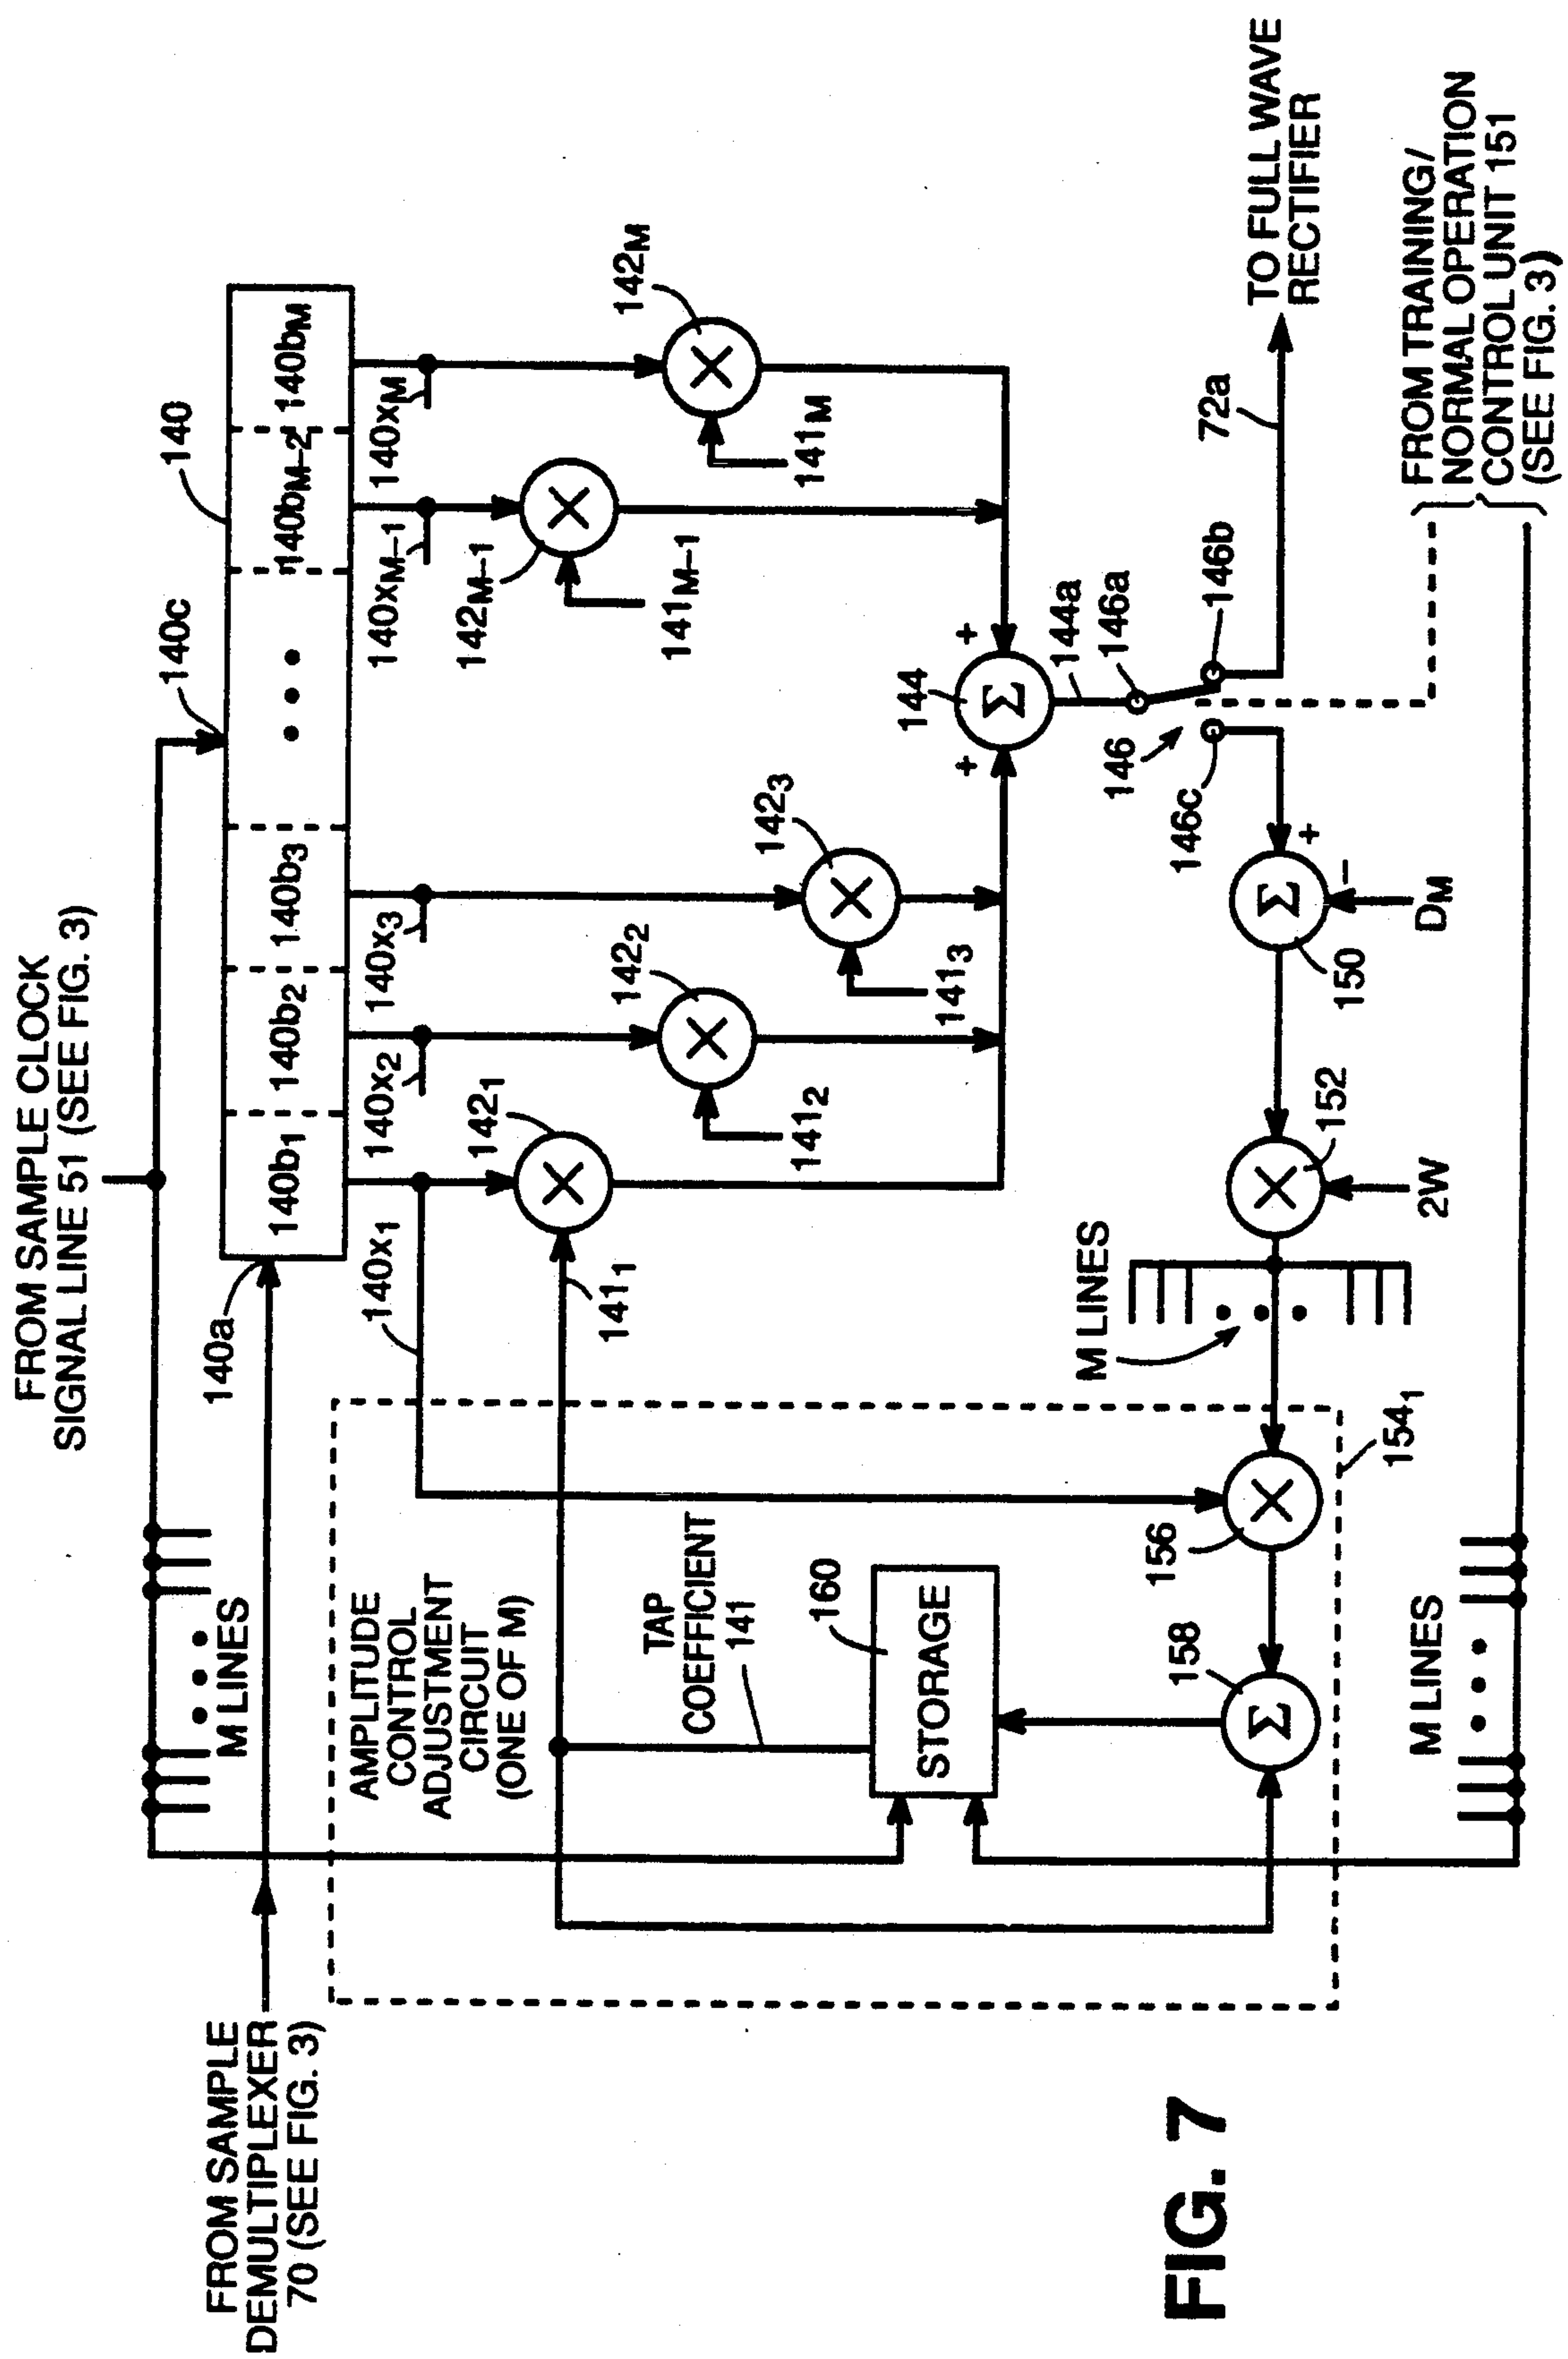 FROM SAMPLE CLOCK
SIGNAL LINE 51 (SEE FIG. 3)
FROM SAMPLE
DEMULTIPLEXER
70 (SEE FIG. 3)
M LINES
140a
140c
140
140b1
140b2
140b3
140bM-2
140bM
140x1
140x2
140x3
140xM-1
140xM
1421
1422
1423
142M-1
142M
1411
1412
1413
141M-1
141M
AMPLITUDE
CONTROL
ADJUSTMENT
CIRCUIT
(ONE OF M)
TAP
COEFFICIENT
141
160
STORAGE
158
Σ
156
1541
M LINES
152
2W
150
Σ
+
-
DM
144
Σ
+
+
144a
146
146a
146b
146c
72a
TO FULL WAVE
RECTIFIER
M LINES
FROM TRAINING/
NORMAL OPERATION
CONTROL UNIT 151
(SEE FIG. 3)
FIG. 7